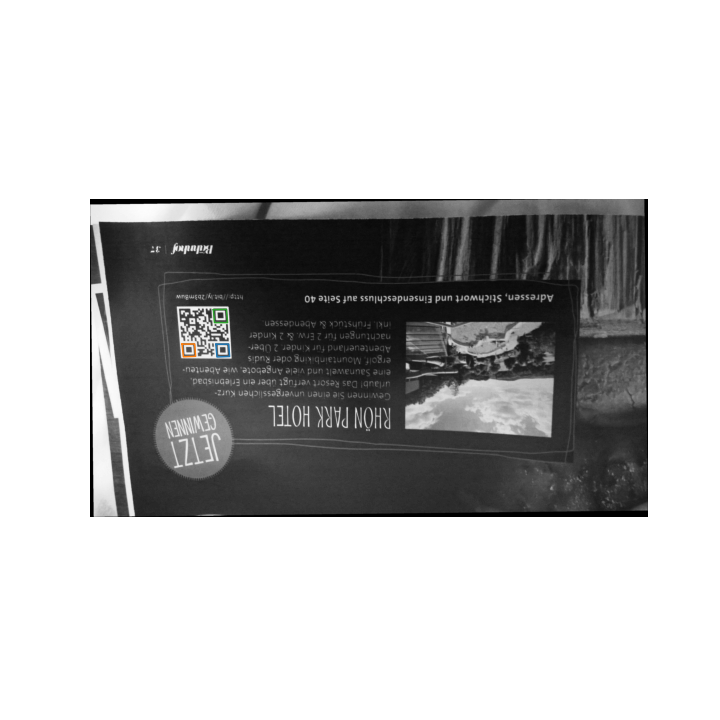 JETZT
GEWINNEN
RHÖN PARK HOTEL
Gewinnen Sie einen unvergesslichen Kurz-
urlaub! Das Resort verfügt über ein Erlebnisbad,
eine Saunawelt und viele Angebote, wie Abenteu-
ergolf, Mountainbiking oder Rudis
Abenteuerland für Kinder. 2 Über-
nachtungen für 2 Erw. & 2 Kinder
inkl. Frühstück & Abendessen
Adressen, Stichwort und Einsendeschluss auf Seite 40
http://bit.ly/2b3m8uw
Bahnhof | 37